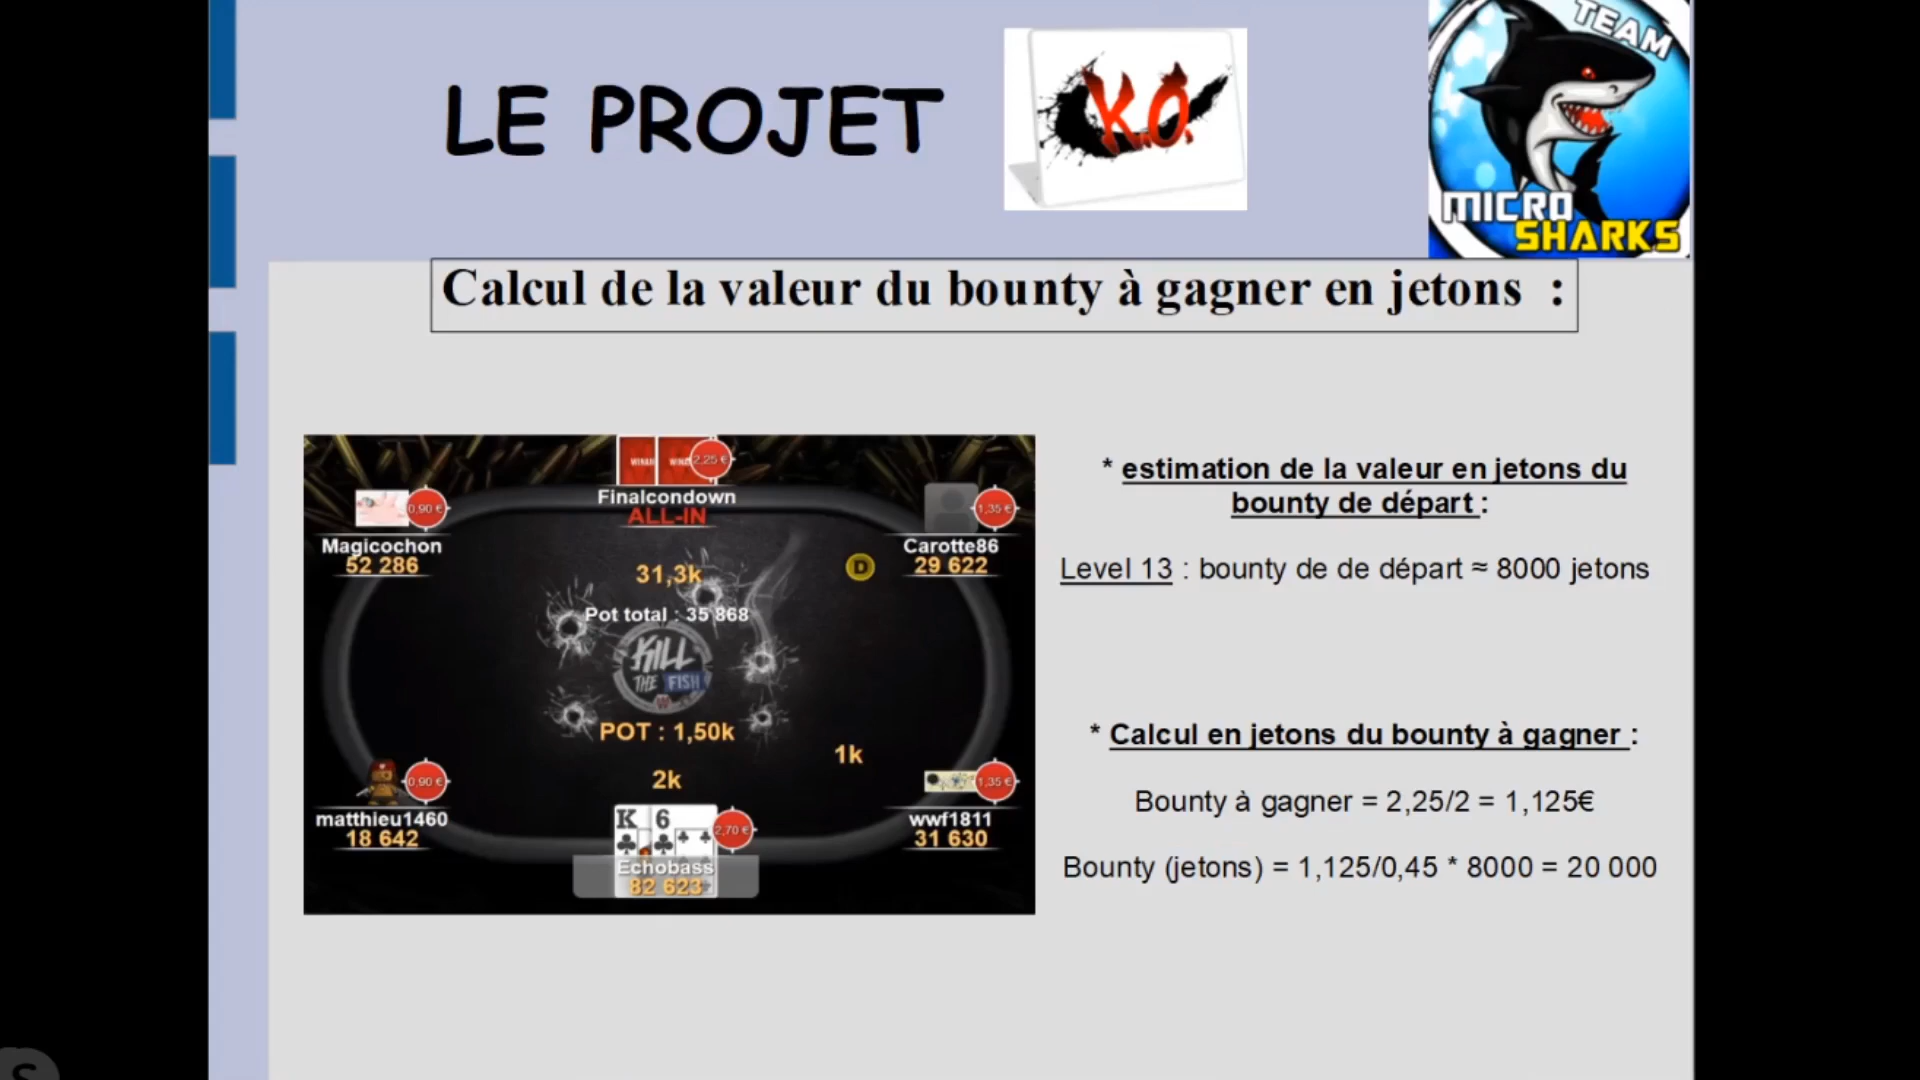 LE PROJET
K.O.
TEAM
MICRO
SHARKS
Calcul de la valeur du bounty à gagner en jetons :
2,25 €
Finalcondown
ALL-IN
0,90 €
Magicochon
52 286
1,35 €
Carotte86
29 622
D
31,3k
Pot total : 35 868
KILL
THE FISH
W
POT : 1,50k
1k
2k
0,90 €
matthieu1460
18 642
K 6
2,70 €
Echobass
82 623
1,35 €
wwf1811
31 630
* estimation de la valeur en jetons du
bounty de départ :
Level 13 : bounty de de départ ≈ 8000 jetons
* Calcul en jetons du bounty à gagner :
Bounty à gagner = 2,25/2 = 1,125€
Bounty (jetons) = 1,125/0,45 * 8000 = 20 000